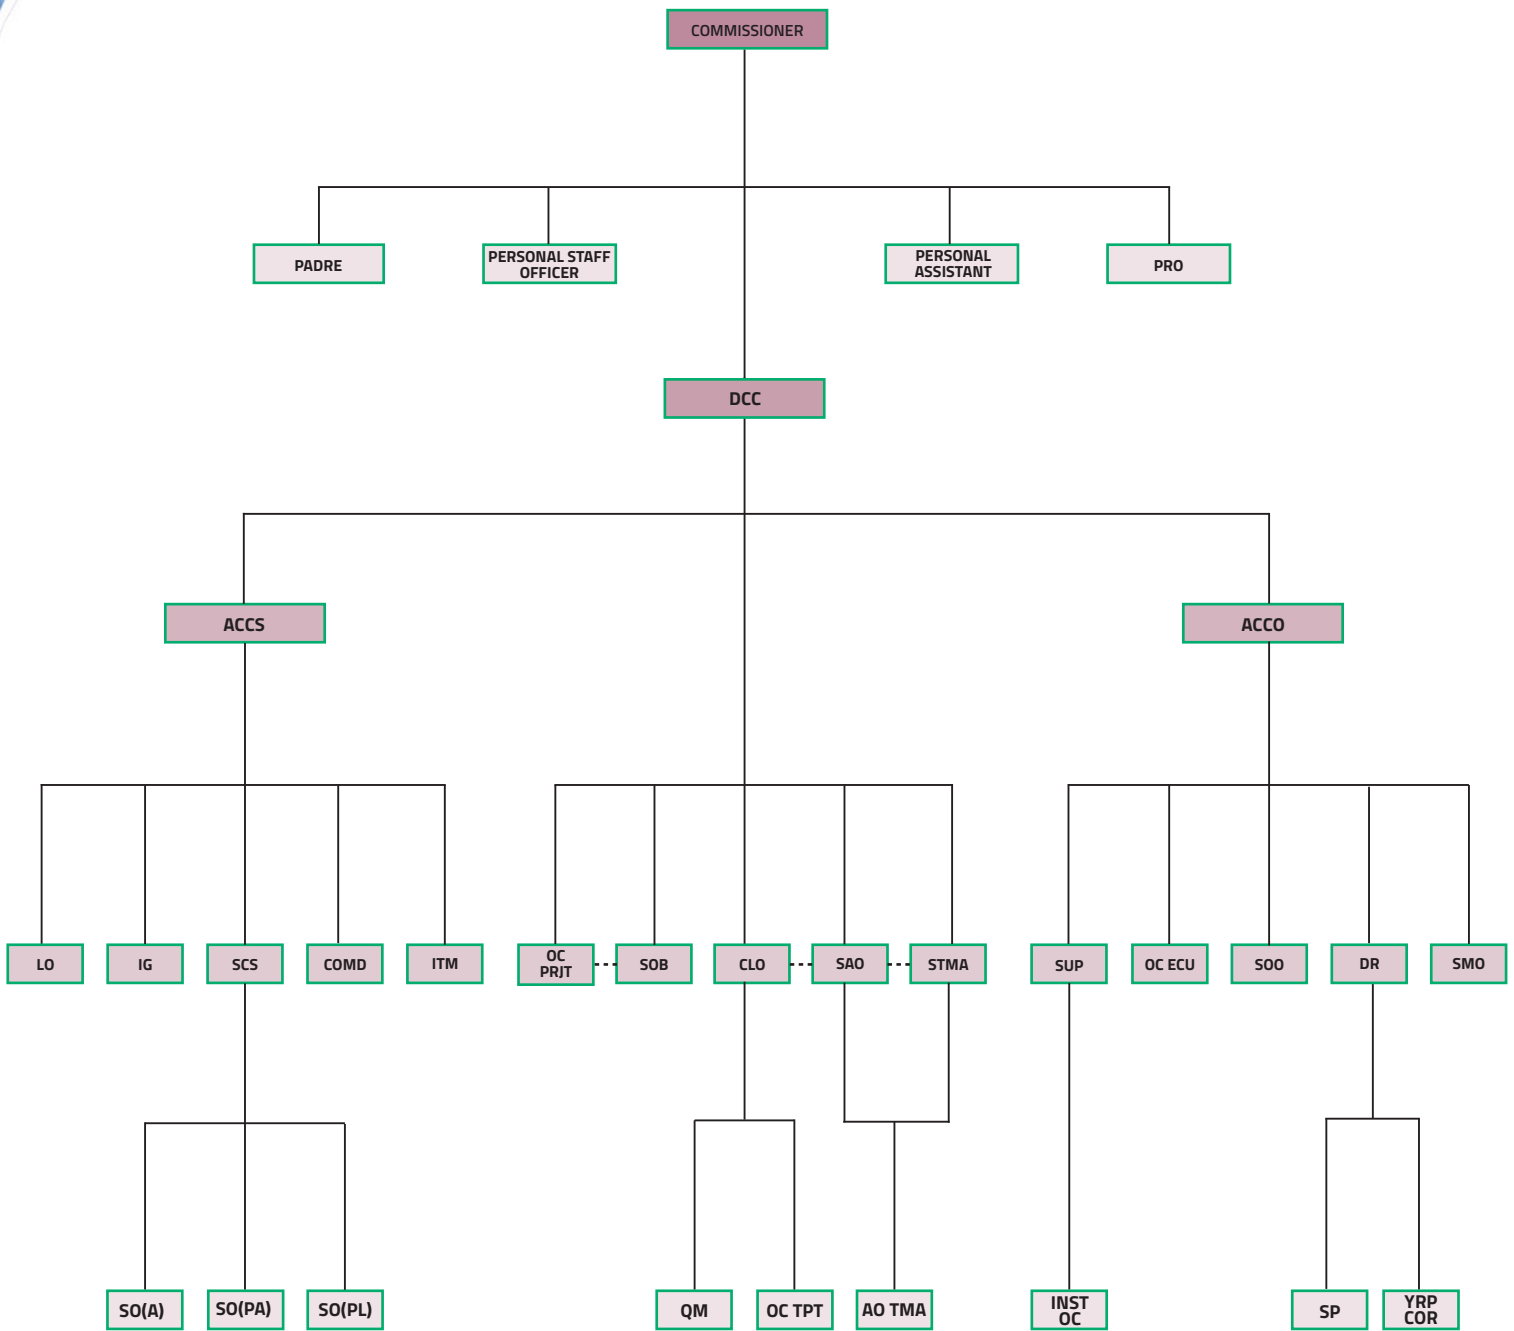 COMMISSIONER
PADRE
PERSONAL STAFF
OFFICER
PERSONAL
ASSISTANT
PRO
DCC
ACCS
ACCO
LO
IG
SCS
COMD
ITM
OC
PRJT
SOB
CLO
SAO
STMA
SUP
OC ECU
SOO
DR
SMO
SO(A)
SO(PA)
SO(PL)
QM
OC TPT
AO TMA
INST
OC
SP
YRP
COR